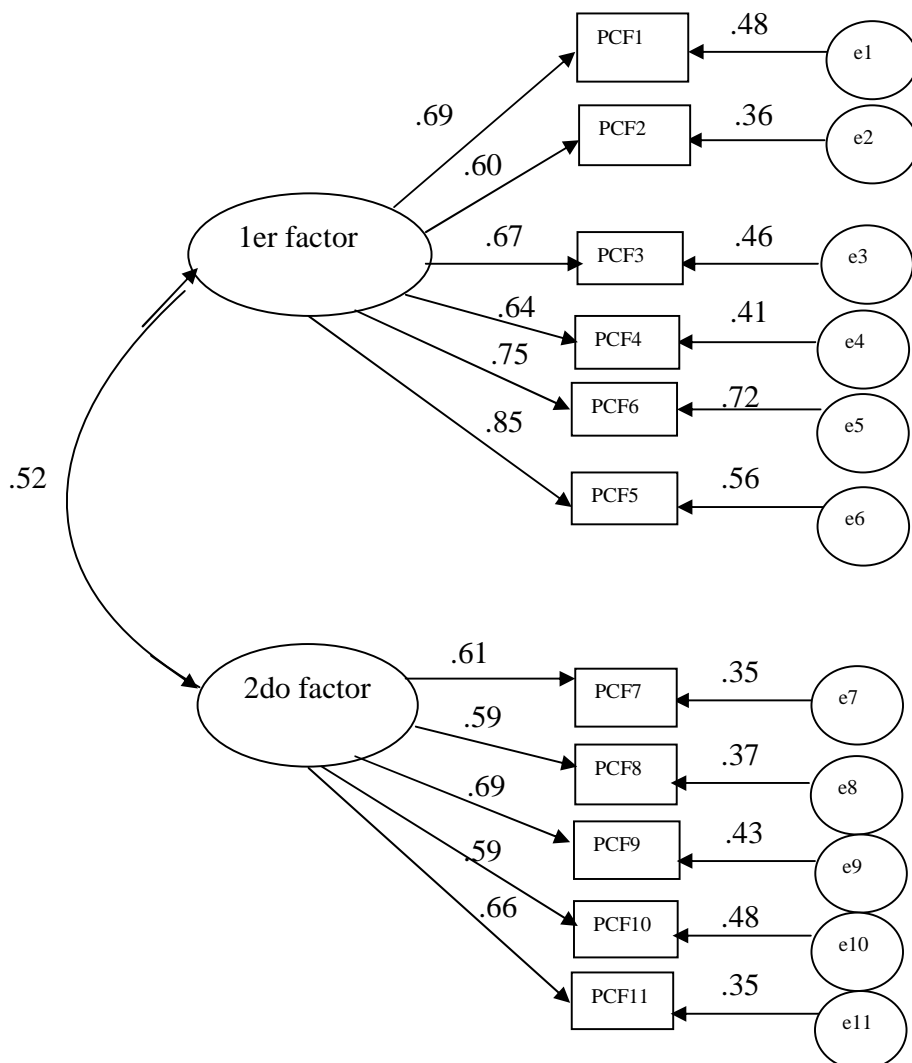 PCF1
.48
e1
.69
PCF2
.36
e2
.60
1er factor
.67
PCF3
.46
e3
.64
PCF4
.41
e4
.75
PCF6
.72
e5
.85
PCF5
.56
e6
.52
2do factor
.61
PCF7
.35
e7
.59
PCF8
.37
e8
.69
PCF9
.43
e9
.59
PCF10
.48
e10
.66
PCF11
.35
e11